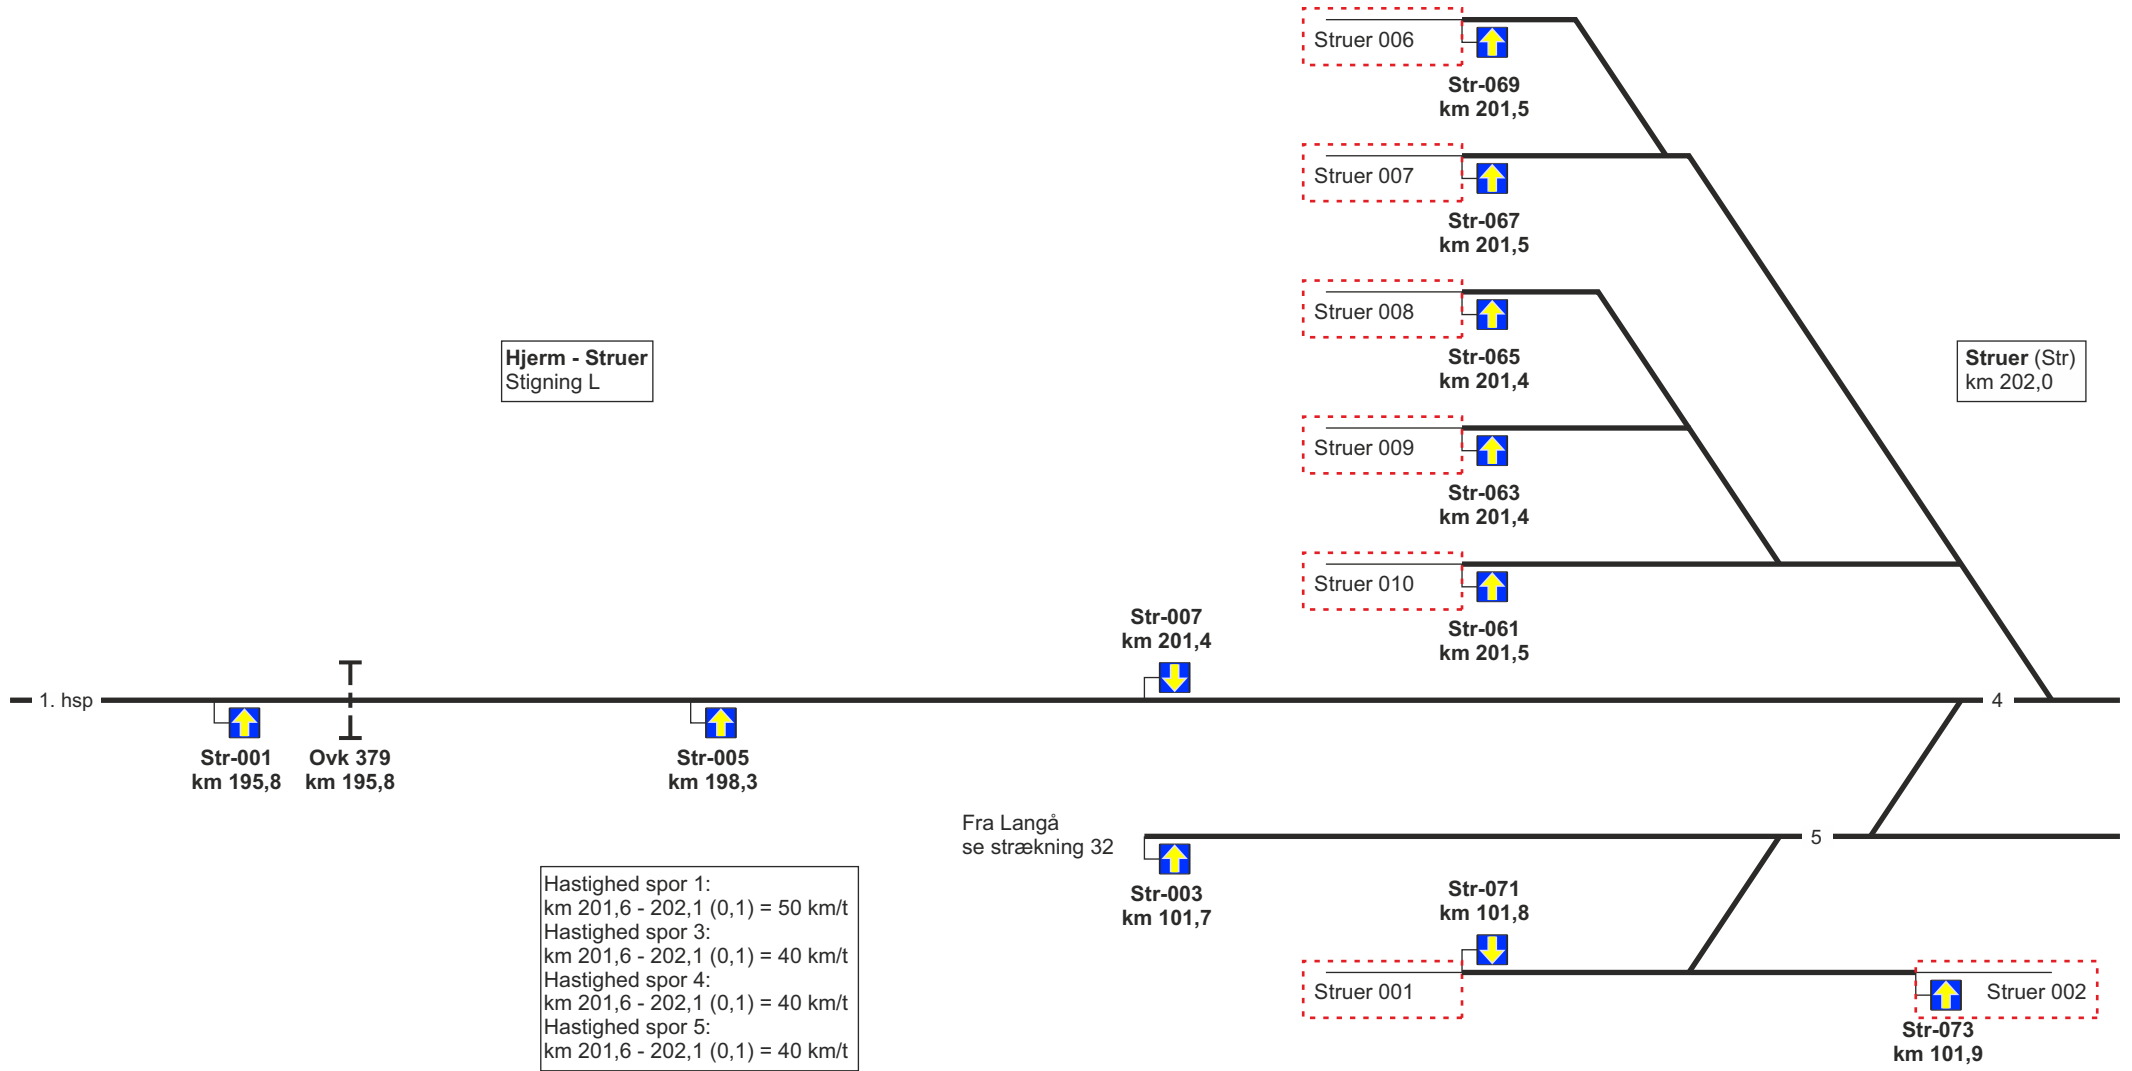 Struer 006
Str-069
km 201,5
Struer 007
Str-067
km 201,5
Struer 008
Str-065
km 201,4
Hjerm - Struer
Stigning L
Struer (Str)
km 202,0
Struer 009
Str-063
km 201,4
Struer 010
Str-061
km 201,5
Str-007
km 201,4
1. hsp
4
Str-001
km 195,8
Ovk 379
km 195,8
Str-005
km 198,3
Fra Langå
se strækning 32
5
Str-003
km 101,7
Str-071
km 101,8
Struer 001
Struer 002
Str-073
km 101,9
Hastighed spor 1:
km 201,6 - 202,1 (0,1) = 50 km/t
Hastighed spor 3:
km 201,6 - 202,1 (0,1) = 40 km/t
Hastighed spor 4:
km 201,6 - 202,1 (0,1) = 40 km/t
Hastighed spor 5:
km 201,6 - 202,1 (0,1) = 40 km/t